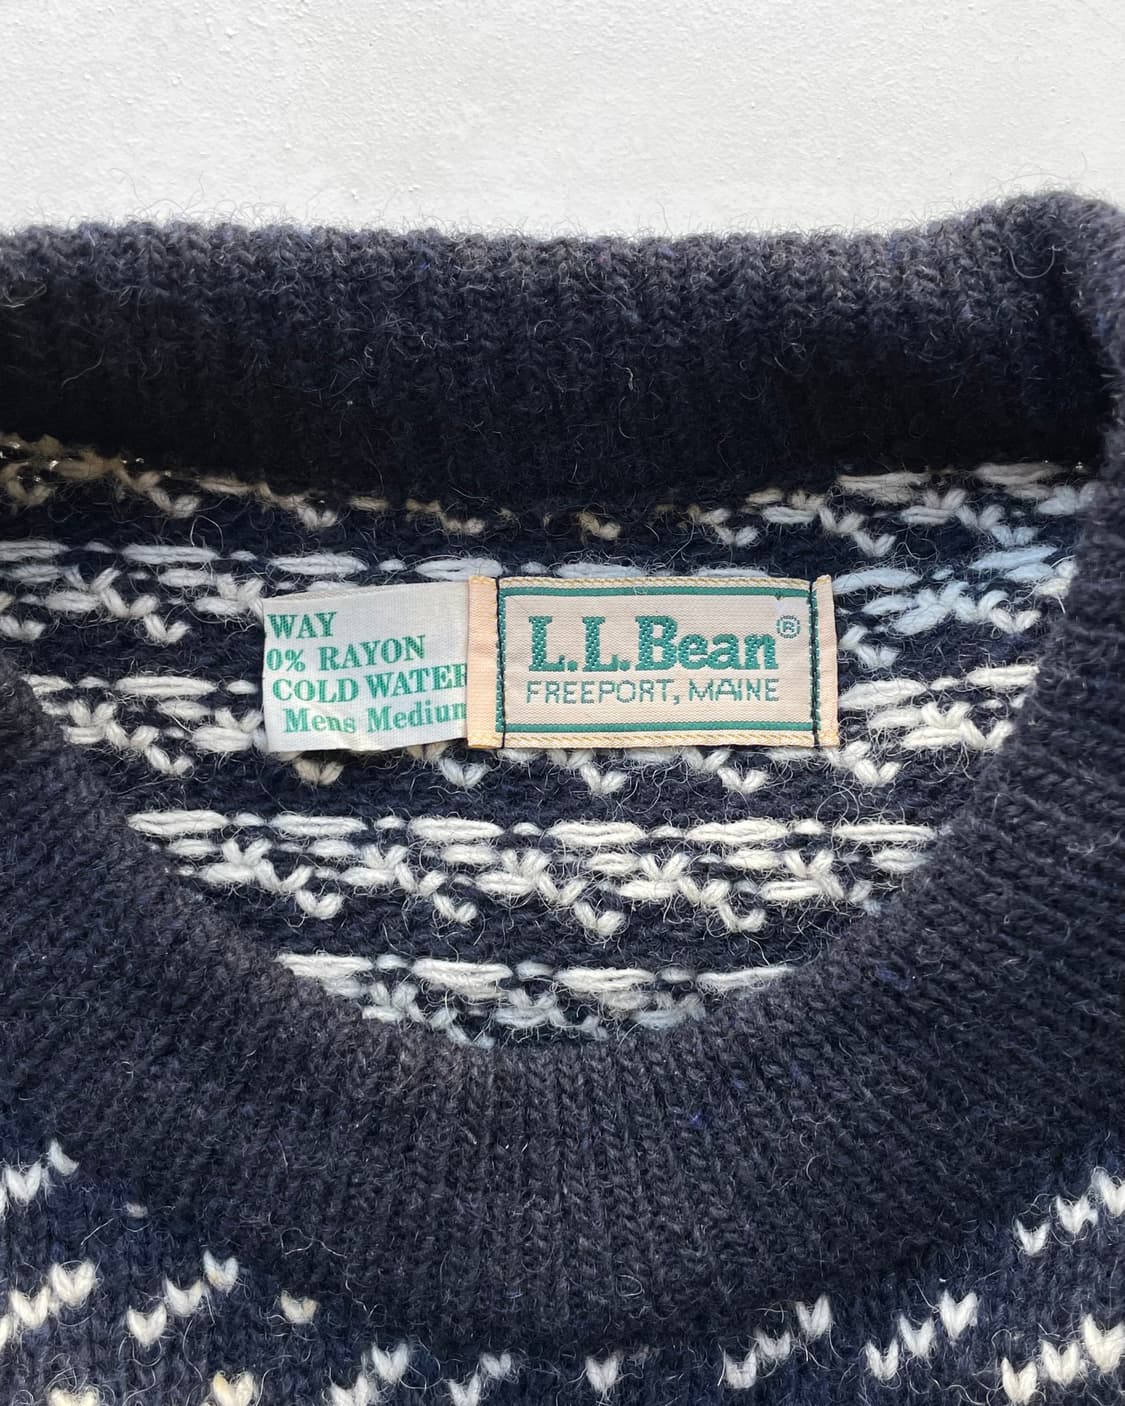 WAY
0% RAYON
COLD WATER
Mens Medium
L.L.Bean®
FREEPORT, MAINE